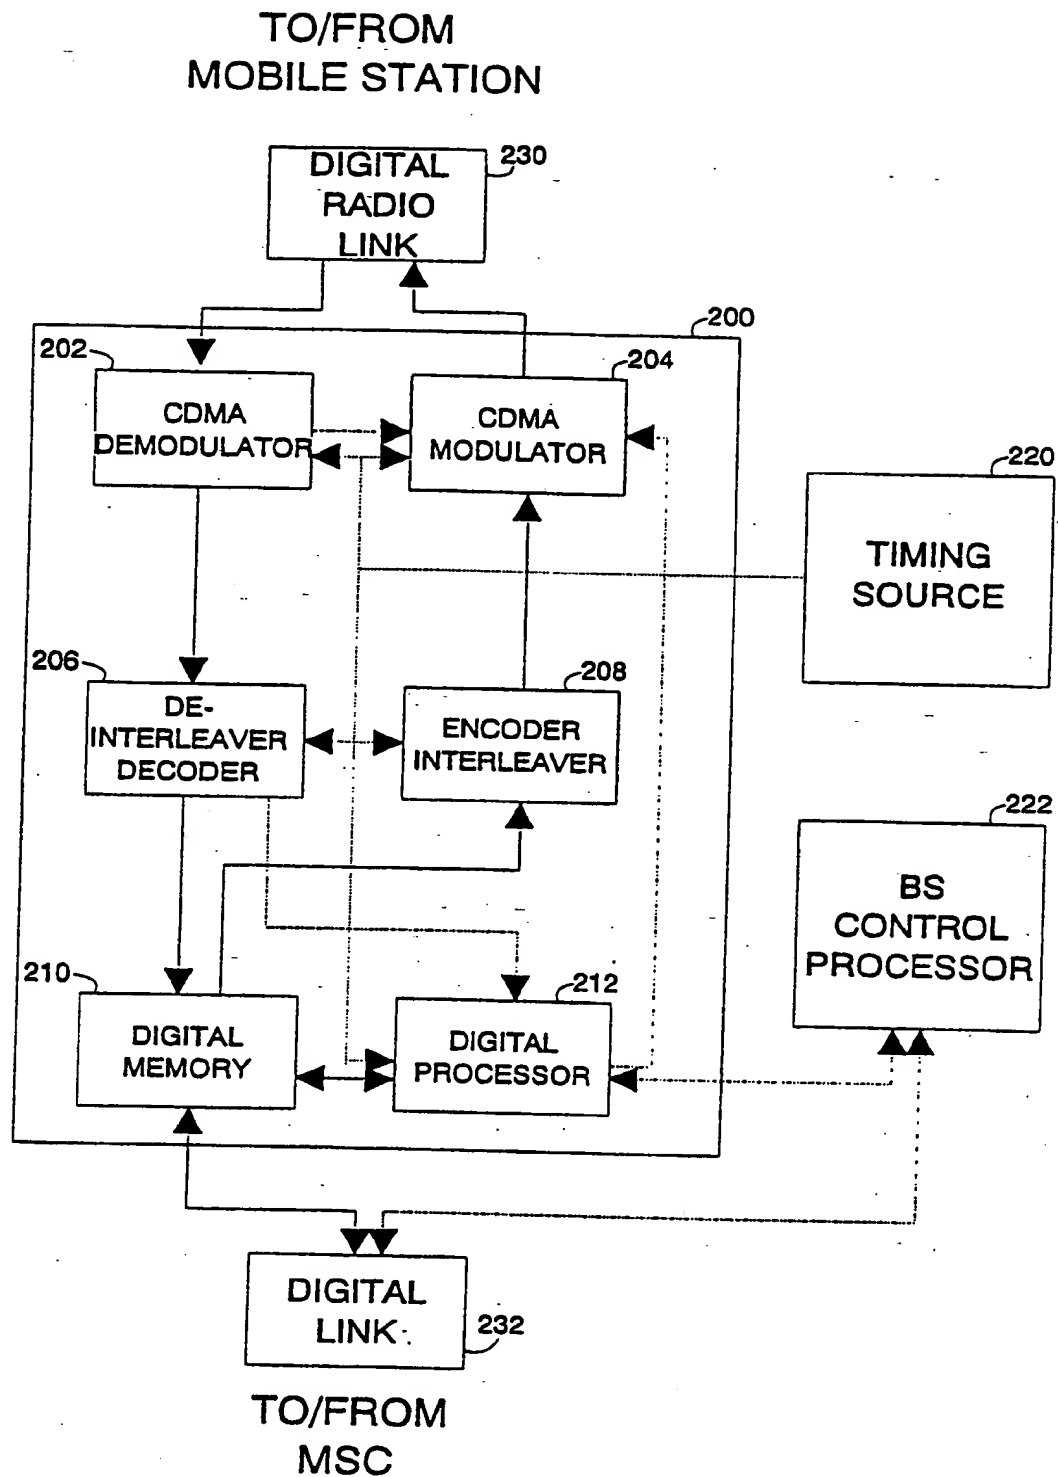 TO/FROM
MOBILE STATION
230
DIGITAL
RADIO
LINK
200
202
204
CDMA
DEMODULATOR
CDMA
MODULATOR
220
TIMING
SOURCE
206
208
DE-
INTERLEAVER
DECODER
ENCODER
INTERLEAVER
222
BS
CONTROL
PROCESSOR
210
212
DIGITAL
MEMORY
DIGITAL
PROCESSOR
DIGITAL
LINK
232
TO/FROM
MSC